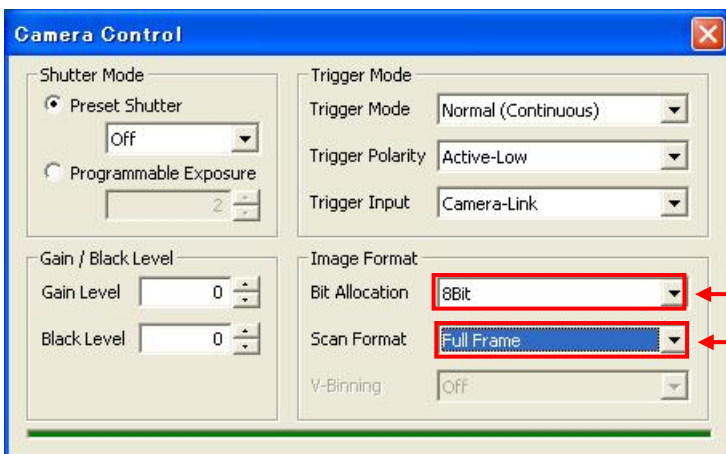 Camera Control
Shutter Mode
Preset Shutter
Off
Programmable Exposure
2
Trigger Mode
Trigger Mode Normal (Continuous)
Trigger Polarity Active-Low
Trigger Input Camera-Link
Gain / Black Level
Gain Level 0
Black Level 0
Image Format
Bit Allocation 8Bit
Scan Format Full Frame
V-Binning Off